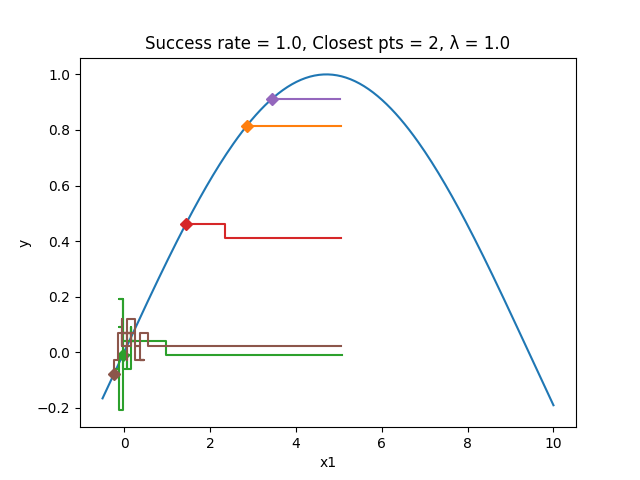 Success rate = 1.0, Closest pts = 2, λ = 1.0
1.0
0.8
0.6
0.4
0.2
0.0
−0.2
y
0 2 4 6 8 10
x1